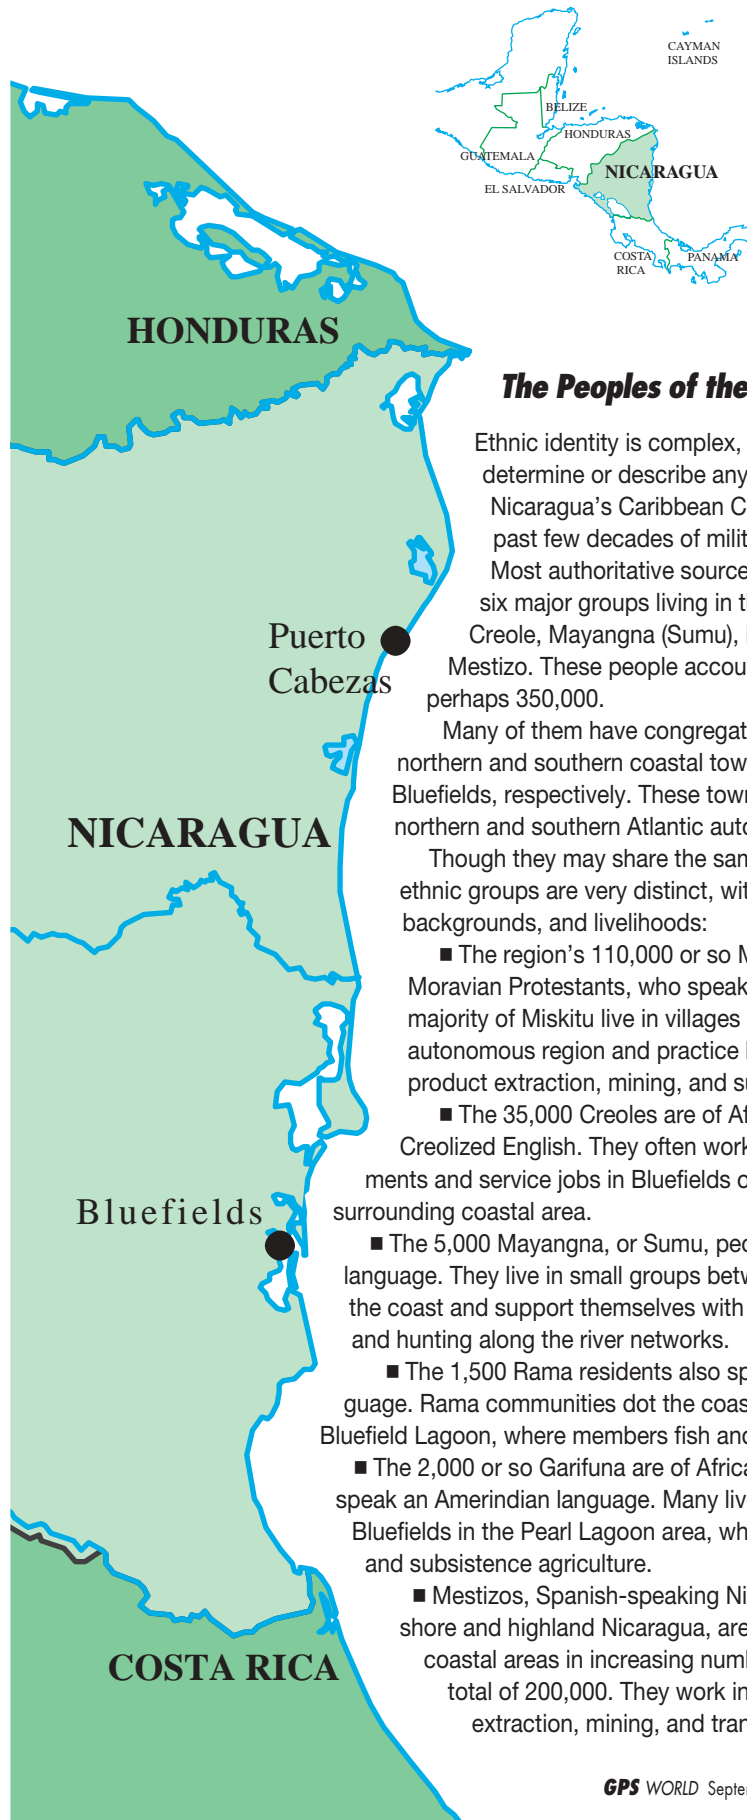 CAYMAN
ISLANDS
BELIZE
HONDURAS
GUATEMALA
NICARAGUA
EL SALVADOR
COSTA
RICA
PANAMA
HONDURAS
Puerto
Cabezas
NICARAGUA
Bluefields
COSTA RICA
The Peoples of the
Ethnic identity is complex,
determine or describe any
Nicaragua's Caribbean C
past few decades of milit
Most authoritative source
six major groups living in t
Creole, Mayangna (Sumu),
Mestizo. These people accou
perhaps 350,000.
Many of them have congregat
northern and southern coastal tow
Bluefields, respectively. These tow
northern and southern Atlantic auto
Though they may share the sam
ethnic groups are very distinct, wit
backgrounds, and livelihoods:
■ The region's 110,000 or so M
Moravian Protestants, who speak
majority of Miskitu live in villages
autonomous region and practice
product extraction, mining, and su
■ The 35,000 Creoles are of Af
Creolized English. They often work
ments and service jobs in Bluefields o
surrounding coastal area.
■ The 5,000 Mayangna, or Sumu, peo
language. They live in small groups betw
the coast and support themselves with
and hunting along the river networks.
■ The 1,500 Rama residents also sp
guage. Rama communities dot the coas
Bluefield Lagoon, where members fish and
■ The 2,000 or so Garifuna are of Africa
speak an Amerindian language. Many liv
Bluefields in the Pearl Lagoon area, wh
and subsistence agriculture.
■ Mestizos, Spanish-speaking Ni
shore and highland Nicaragua, are
coastal areas in increasing num
total of 200,000. They work in
extraction, mining, and tran
GPS WORLD Septe